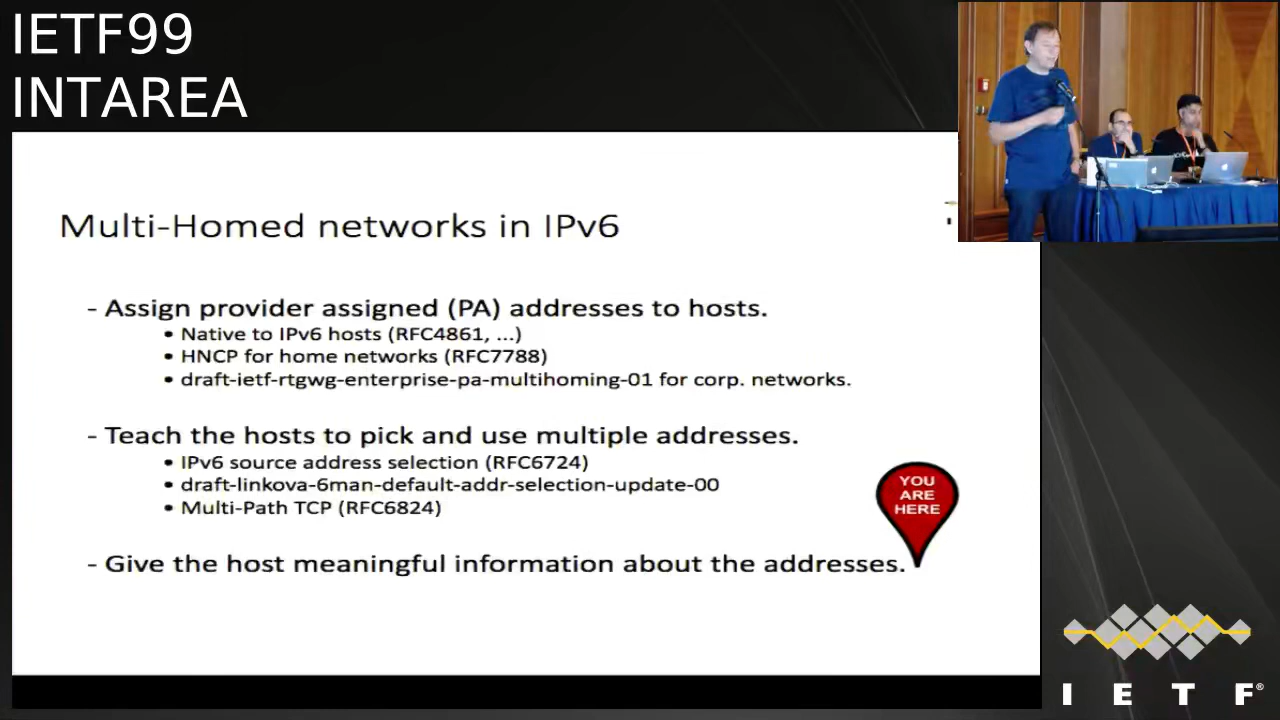 IETF99
INTAREA
Multi-Homed networks in IPv6
- Assign provider assigned (PA) addresses to hosts.
• Native to IPv6 hosts (RFC4861, ...)
• HNCP for home networks (RFC7788)
• draft-ietf-rtgwg-enterprise-pa-multihoming-01 for corp. networks.
- Teach the hosts to pick and use multiple addresses.
• IPv6 source address selection (RFC6724)
• draft-linkova-6man-default-addr-selection-update-00
• Multi-Path TCP (RFC6824)
YOU
ARE
HERE
- Give the host meaningful information about the addresses.
I E T F®